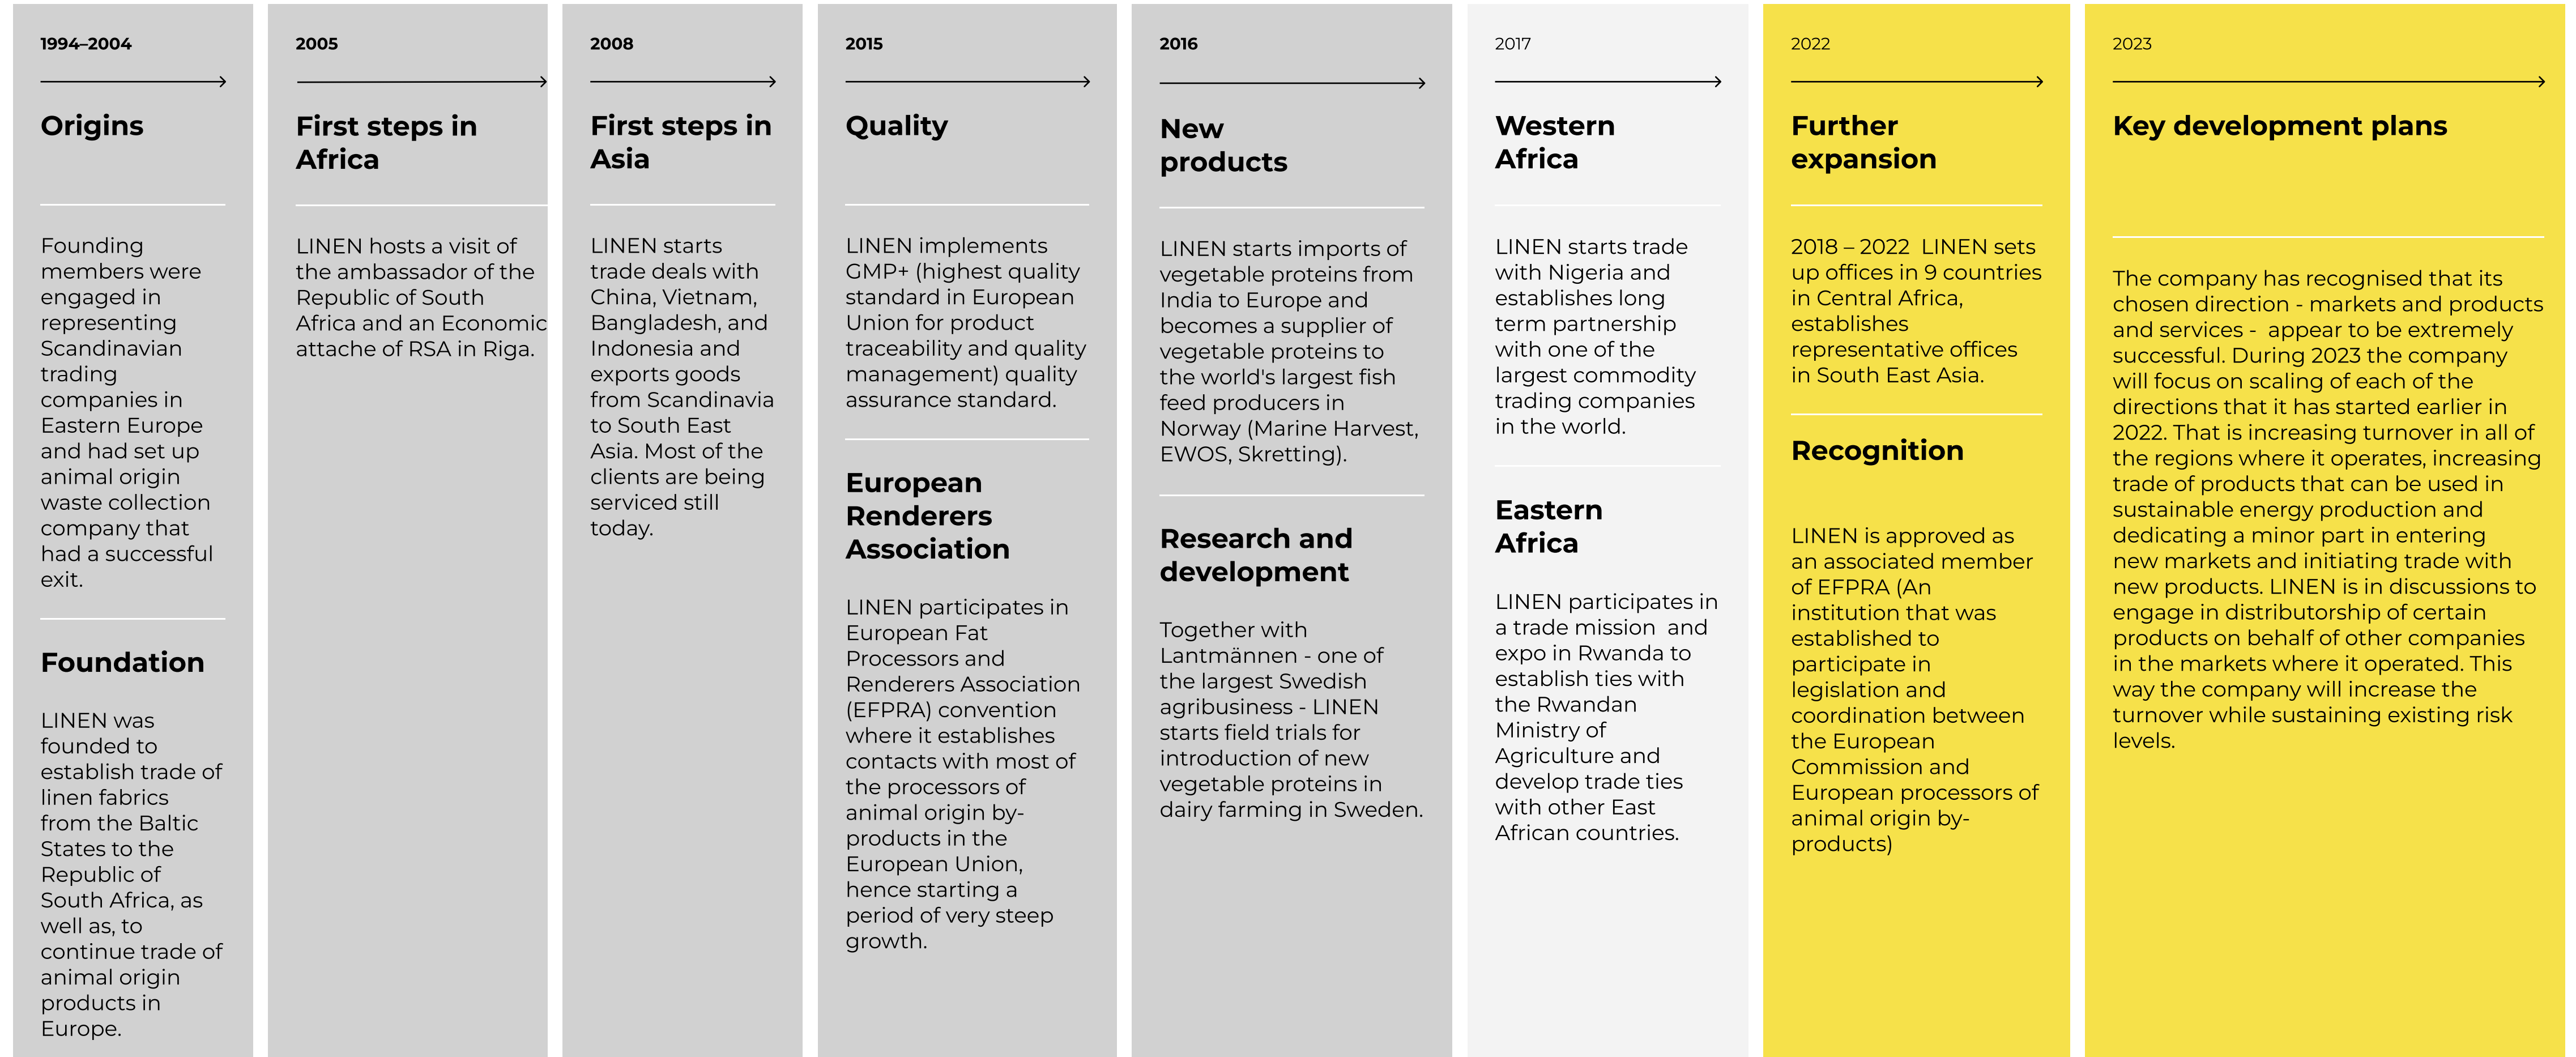 1994–2004
Origins
Founding
members were
engaged in
representing
Scandinavian
trading
companies in
Eastern Europe
and had set up
animal origin
waste collection
company that
had a successful
exit.
Foundation
LINEN was
founded to
establish trade of
linen fabrics
from the Baltic
States to the
Republic of
South Africa, as
well as, to
continue trade of
animal origin
products in
Europe.
2005
First steps in
Africa
LINEN hosts a visit of
the ambassador of the
Republic of South
Africa and an Economic
attache of RSA in Riga.
2008
First steps in
Asia
LINEN starts
trade deals with
China, Vietnam,
Bangladesh, and
Indonesia and
exports goods
from Scandinavia
to South East
Asia. Most of the
clients are being
serviced still
today.
2015
Quality
LINEN implements
GMP+ (highest quality
standard in European
Union for product
traceability and quality
management) quality
assurance standard.
European
Renderers
Association
LINEN participates in
European Fat
Processors and
Renderers Association
(EFPRA) convention
where it establishes
contacts with most of
the processors of
animal origin by-
products in the
European Union,
hence starting a
period of very steep
growth.
2016
New
products
LINEN starts imports of
vegetable proteins from
India to Europe and
becomes a supplier of
vegetable proteins to
the world's largest fish
feed producers in
Norway (Marine Harvest,
EWOS, Skretting).
Research and
development
Together with
Lantmännen - one of
the largest Swedish
agribusiness - LINEN
starts field trials for
introduction of new
vegetable proteins in
dairy farming in Sweden.
2017
Western
Africa
LINEN starts trade
with Nigeria and
establishes long
term partnership
with one of the
largest commodity
trading companies
in the world.
Eastern
Africa
LINEN participates in
a trade mission  and
expo in Rwanda to
establish ties with
the Rwandan
Ministry of
Agriculture and
develop trade ties
with other East
African countries.
2022
Further
expansion
2018 – 2022  LINEN sets
up offices in 9 countries
in Central Africa,
establishes
representative offices
in South East Asia.
Recognition
LINEN is approved as
an associated member
of EFPRA (An
institution that was
established to
participate in
legislation and
coordination between
the European
Commission and
European processors of
animal origin by-
products)
2023
Key development plans
The company has recognised that its
chosen direction - markets and products
and services -  appear to be extremely
successful. During 2023 the company
will focus on scaling of each of the
directions that it has started earlier in
2022. That is increasing turnover in all of
the regions where it operates, increasing
trade of products that can be used in
sustainable energy production and
dedicating a minor part in entering
new markets and initiating trade with
new products. LINEN is in discussions to
engage in distributorship of certain
products on behalf of other companies
in the markets where it operated. This
way the company will increase the
turnover while sustaining existing risk
levels.